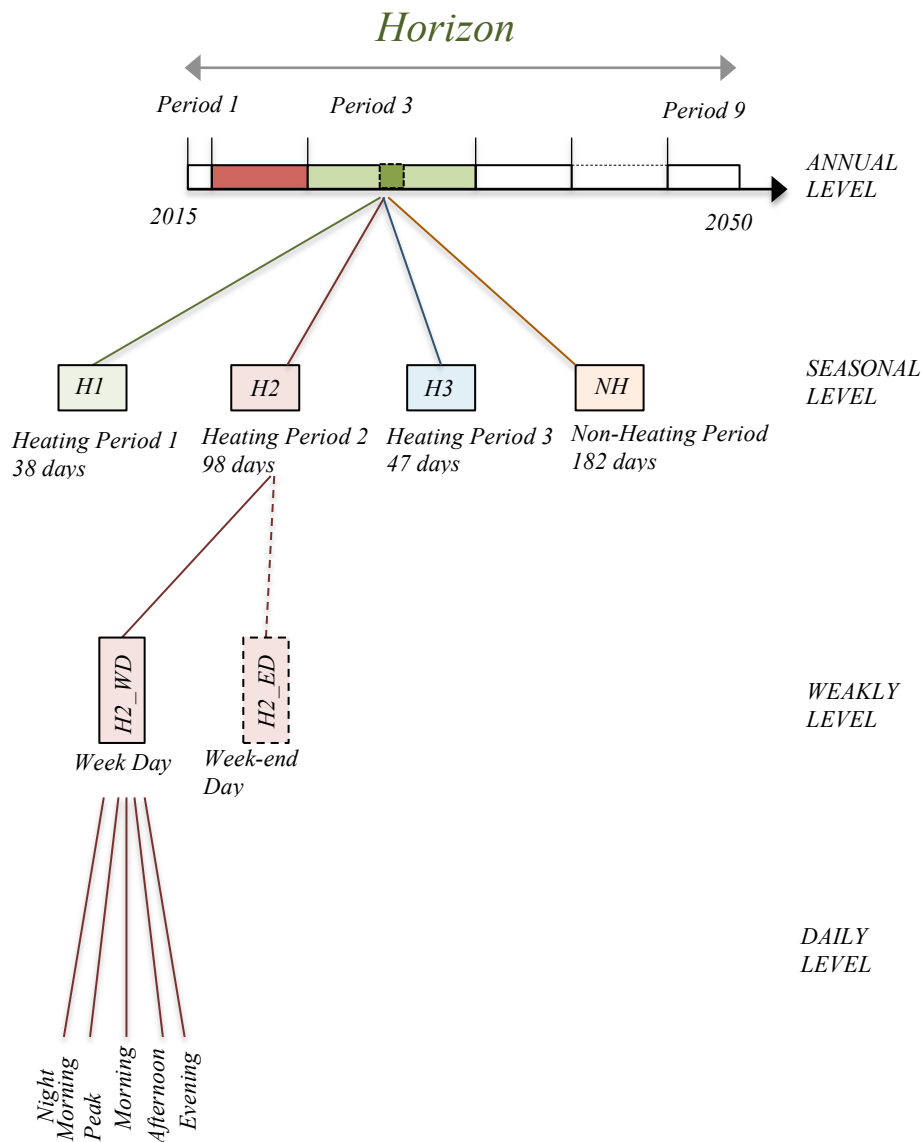 Horizon
Period 1
Period 3
Period 9
ANNUAL
LEVEL
2015
2050
H1
H2
H3
NH
SEASONAL
LEVEL
Heating Period 1
38 days
Heating Period 2
98 days
Heating Period 3
47 days
Non-Heating Period
182 days
H2_WD
H2_ED
WEAKLY
LEVEL
Week Day
Week-end
Day
DAILY
LEVEL
Night
Morning
Peak
Morning
Afternoon
Evening